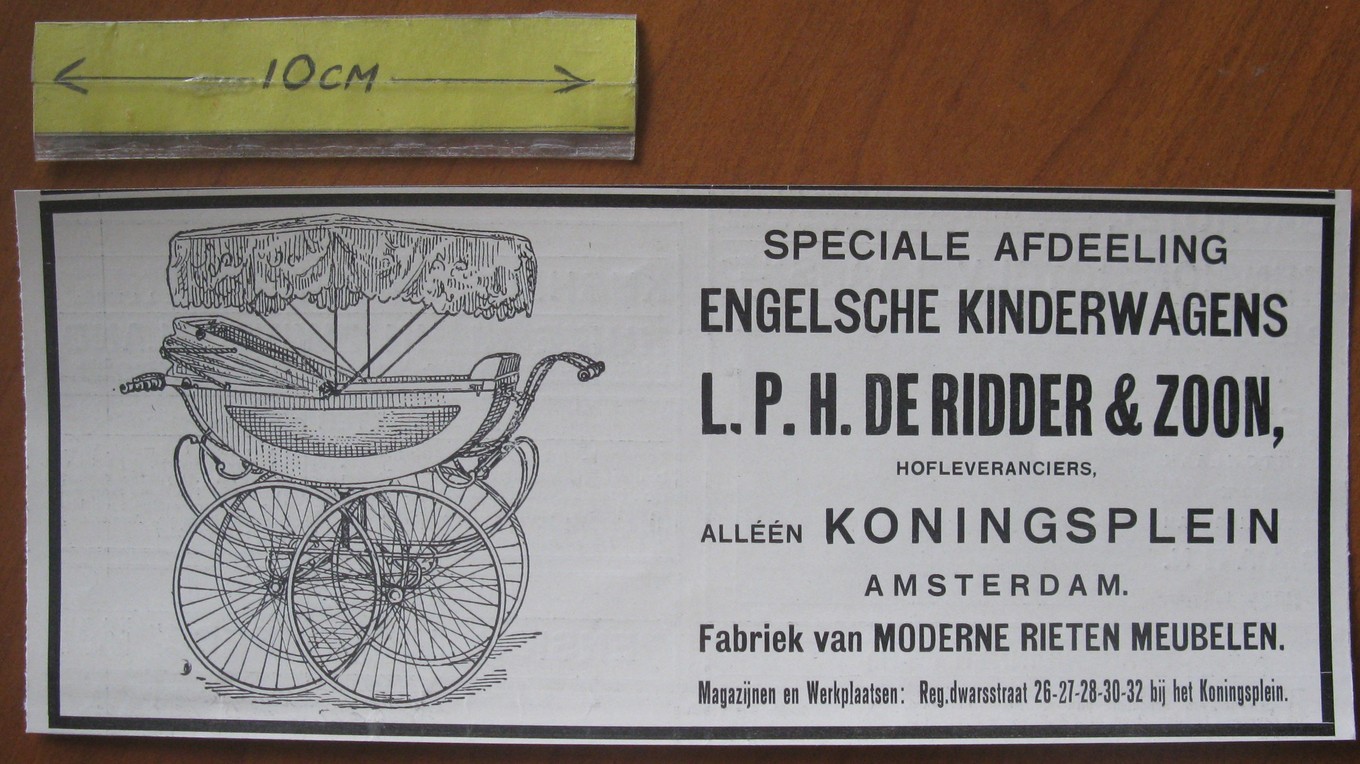 10CM
SPECIALE AFDEELING
ENGELSCHE KINDERWAGENS
L. P. H. DE RIDDER & ZOON,
HOFLEVERANCIERS,
ALLÉÉN KONINGSPLEIN
AMSTERDAM.
Fabriek van MODERNE RIETEN MEUBELEN.
Magazijnen en Werkplaatsen: Reg.dwarsstraat 26-27-28-30-32 bij het Koningsplein.